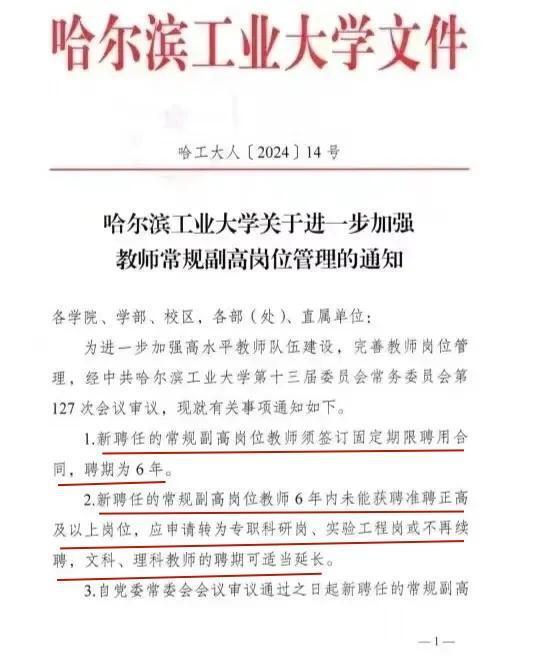 哈尔滨工业大学文件
哈工大人〔2024〕14 号
哈尔滨工业大学关于进一步加强
教师常规副高岗位管理的通知
各学院、学部、校区，各部（处）、直属单位：
为进一步加强高水平教师队伍建设，完善教师岗位管
理，经中共哈尔滨工业大学第十三届委员会常务委员会第
127 次会议审议，现就有关事项通知如下。
1.新聘任的常规副高岗位教师须签订固定期限聘用合
同，聘期为 6 年。
2.新聘任的常规副高岗位教师 6 年内未能获聘准聘正高
及以上岗位，应申请转为专职科研岗、实验工程岗或不再续
聘，文科、理科教师的聘期可适当延长。
3.自党委常委会会议审议通过之日起新聘任的常规副高
— 1 —